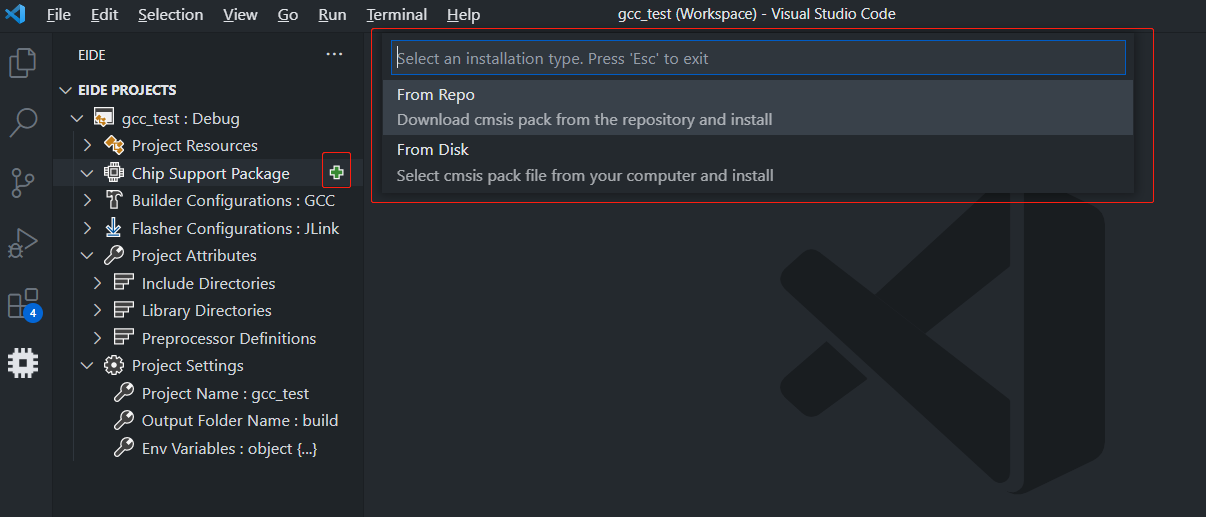 File Edit Selection View Go Run Terminal Help gcc_test (Workspace) - Visual Studio Code
EIDE ···
EIDE PROJECTS
gcc_test : Debug
Project Resources
Chip Support Package
Builder Configurations : GCC
Flasher Configurations : JLink
Project Attributes
Include Directories
Library Directories
Preprocessor Definitions
Project Settings
Project Name : gcc_test
Output Folder Name : build
Env Variables : object {...}
4
Select an installation type. Press 'Esc' to exit
From Repo
Download cmsis pack from the repository and install
From Disk
Select cmsis pack file from your computer and install